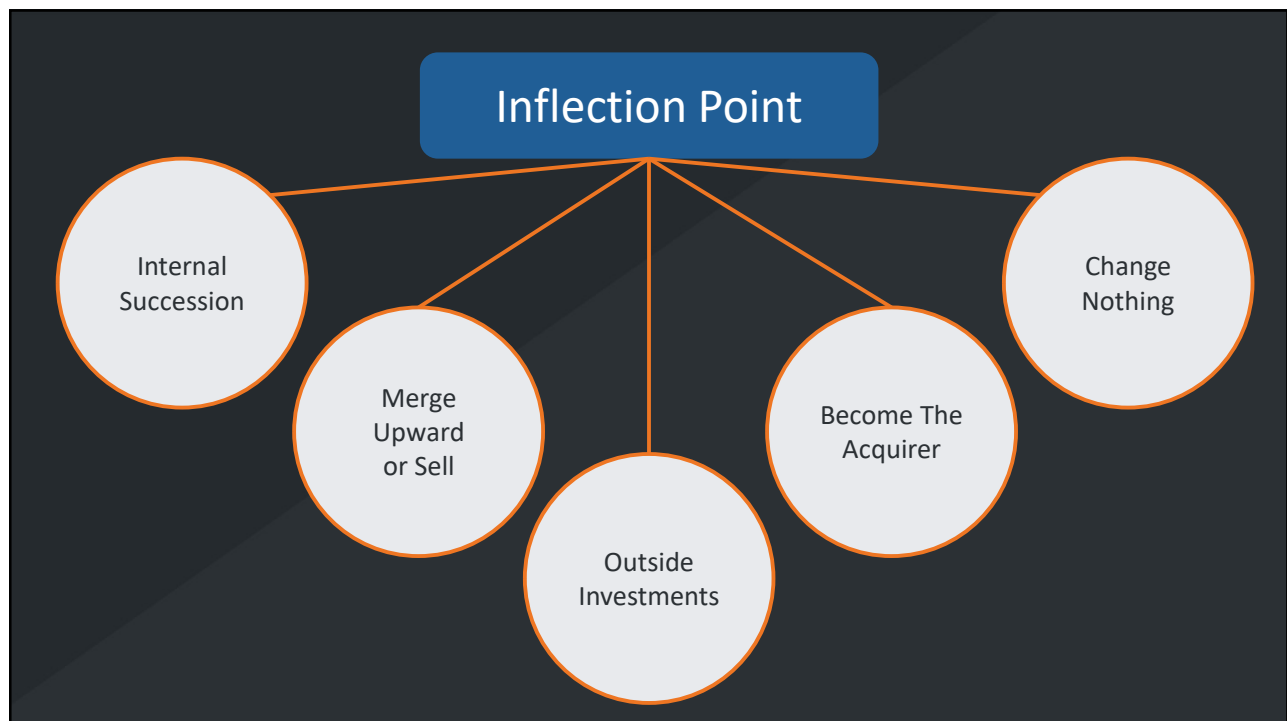 Inflection Point
Internal
Succession
Merge
Upward
or Sell
Outside
Investments
Become The
Acquirer
Change
Nothing